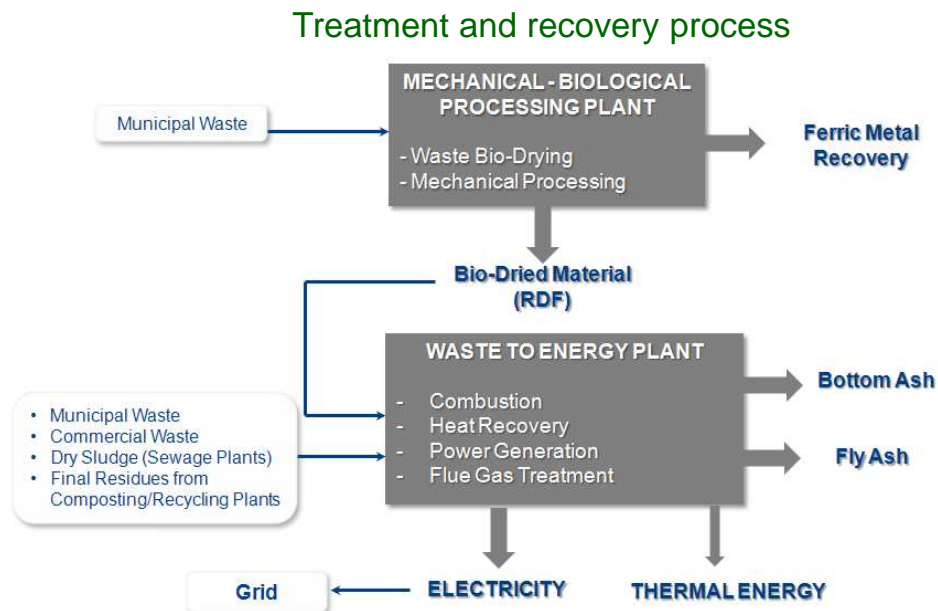 Treatment and recovery process
MECHANICAL - BIOLOGICAL
PROCESSING PLANT
- Waste Bio-Drying
- Mechanical Processing
Municipal Waste
Ferric Metal
Recovery
Bio-Dried Material
(RDF)
WASTE TO ENERGY PLANT
- Combustion
- Heat Recovery
- Power Generation
- Flue Gas Treatment
• Municipal Waste
• Commercial Waste
• Dry Sludge (Sewage Plants)
• Final Residues from
Composting/Recycling Plants
Bottom Ash
Fly Ash
Grid
ELECTRICITY
THERMAL ENERGY